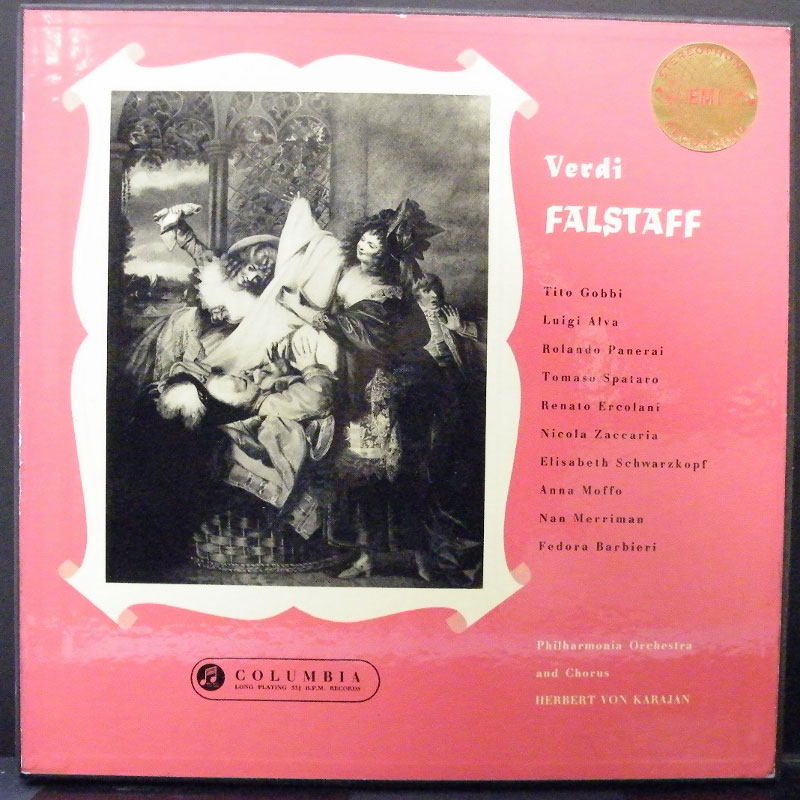 STEREOPHONIC
EMI
Verdi
FALSTAFF
Tito Gobbi
Luigi Alva
Rolando Panerai
Tomaso Spataro
Renato Ercolani
Nicola Zaccaria
Elisabeth Schwarzkopf
Anna Moffo
Nan Merriman
Fedora Barbieri
Philharmonia Orchestra
and Chorus
HERBERT VON KARAJAN
COLUMBIA
LONG PLAYING 33⅓ R.P.M. RECORDS